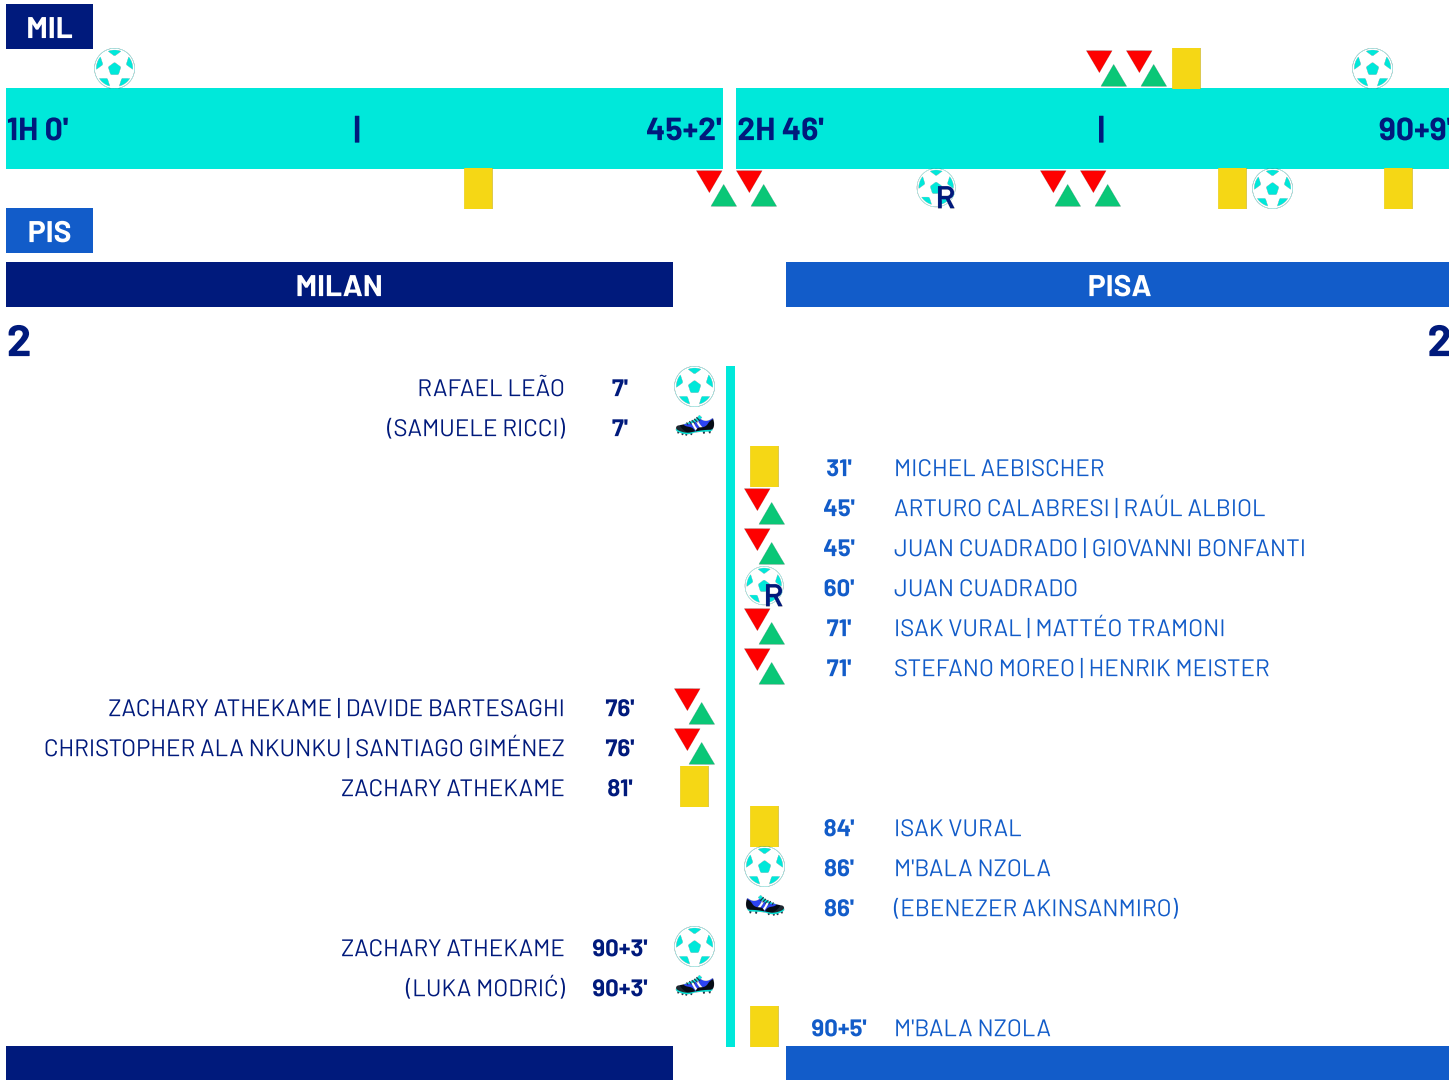 MIL
1H 0' | 45+2' 2H 46' | 90+9'
R
PIS
MILAN PISA
2 2
RAFAEL LEÃO 7'
(SAMUELE RICCI) 7'
31' MICHEL AEBISCHER
45' ARTURO CALABRESI | RAÚL ALBIOL
45' JUAN CUADRADO | GIOVANNI BONFANTI
R 60' JUAN CUADRADO
71' ISAK VURAL | MATTÉO TRAMONI
71' STEFANO MOREO | HENRIK MEISTER
ZACHARY ATHEKAME | DAVIDE BARTESAGHI 76'
CHRISTOPHER ALA NKUNKU | SANTIAGO GIMÉNEZ 76'
ZACHARY ATHEKAME 81'
84' ISAK VURAL
86' M'BALA NZOLA
86' (EBENEZER AKINSANMIRO)
ZACHARY ATHEKAME 90+3'
(LUKA MODRIĆ) 90+3'
90+5' M'BALA NZOLA